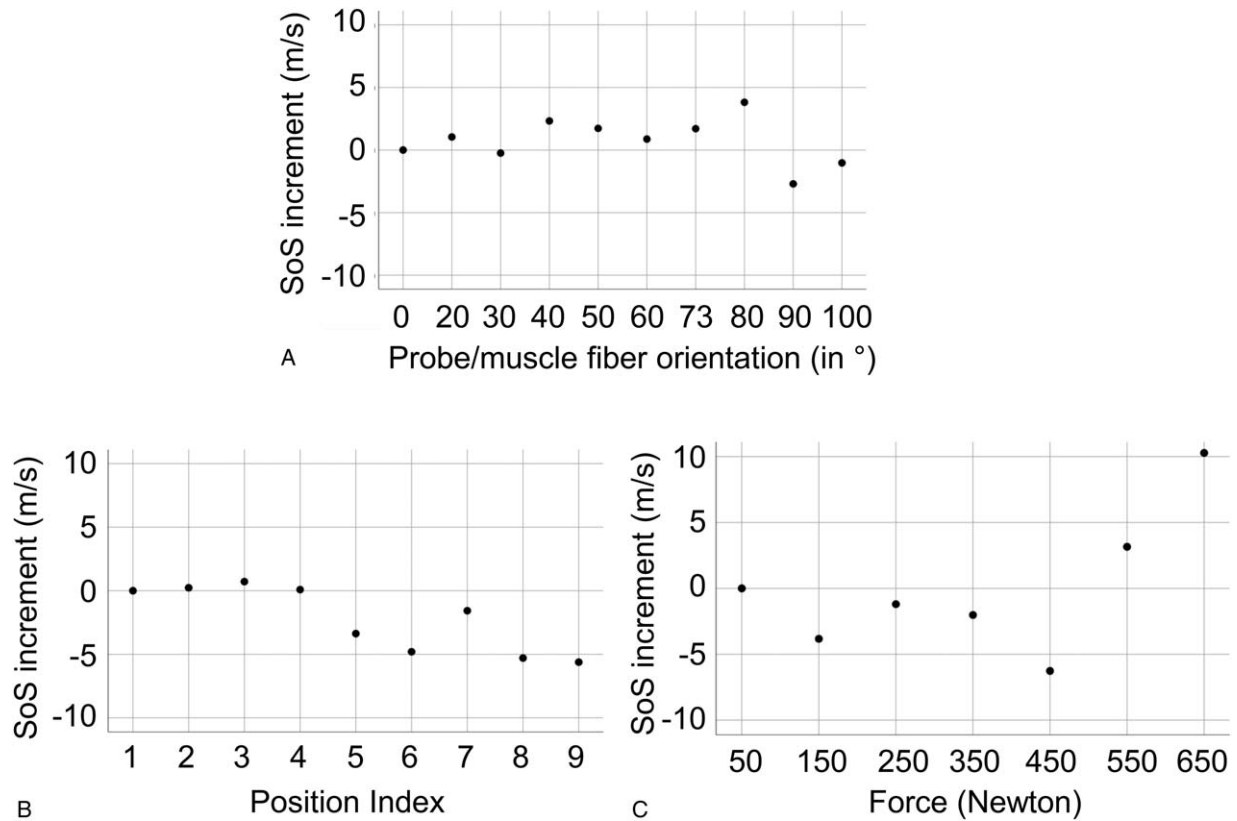 SoS increment (m/s)
10
5
0
-5
-10
0 20 30 40 50 60 73 80 90 100
A
Probe/muscle fiber orientation (in °)
SoS increment (m/s)
10
5
0
-5
-10
1 2 3 4 5 6 7 8 9
B
Position Index
SoS increment (m/s)
10
5
0
-5
-10
50 150 250 350 450 550 650
C
Force (Newton)